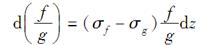 d(f/g) = (σ_f − σ_g) f/g dz